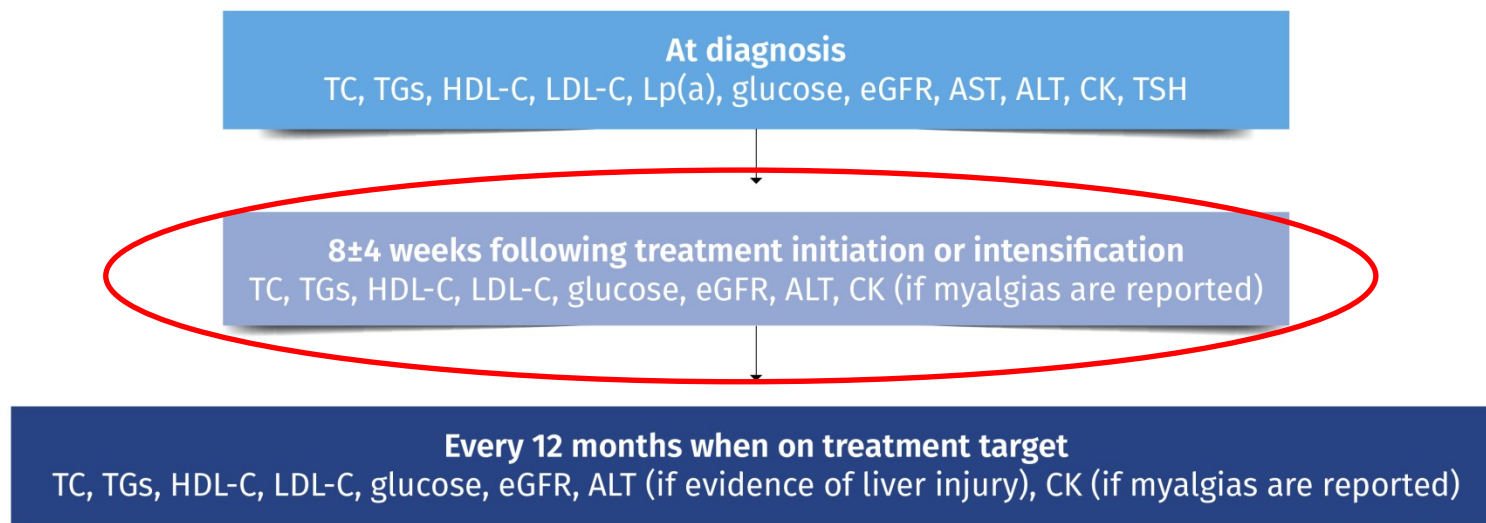 At diagnosis
TC, TGs, HDL-C, LDL-C, Lp(a), glucose, eGFR, AST, ALT, CK, TSH
8±4 weeks following treatment initiation or intensification
TC, TGs, HDL-C, LDL-C, glucose, eGFR, ALT, CK (if myalgias are reported)
Every 12 months when on treatment target
TC, TGs, HDL-C, LDL-C, glucose, eGFR, ALT (if evidence of liver injury), CK (if myalgias are reported)